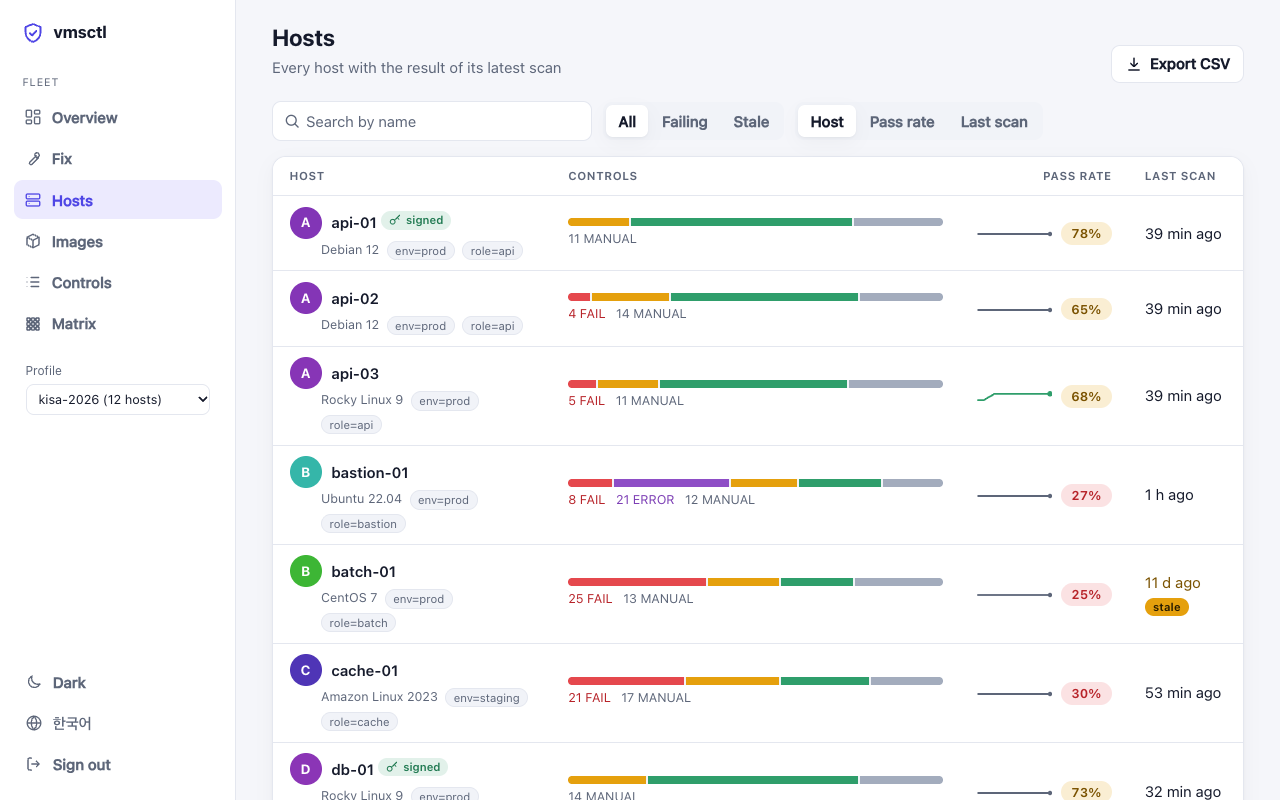 vmsctl
FLEET
Overview
Fix
Hosts
Images
Controls
Matrix
Profile
kisa-2026 (12 hosts)
Dark
한국어
Sign out
Hosts
Every host with the result of its latest scan
Export CSV
Search by name
All Failing Stale
Host Pass rate Last scan
HOST CONTROLS PASS RATE LAST SCAN
A api-01 signed
Debian 12 env=prod role=api
11 MANUAL
78%
39 min ago
A api-02
Debian 12 env=prod role=api
4 FAIL 14 MANUAL
65%
39 min ago
A api-03
Rocky Linux 9 env=prod
role=api
5 FAIL 11 MANUAL
68%
39 min ago
B bastion-01
Ubuntu 22.04 env=prod
role=bastion
8 FAIL 21 ERROR 12 MANUAL
27%
1 h ago
B batch-01
CentOS 7 env=prod
role=batch
25 FAIL 13 MANUAL
25%
11 d ago
stale
C cache-01
Amazon Linux 2023 env=staging
role=cache
21 FAIL 17 MANUAL
30%
53 min ago
D db-01 signed
Rocky Linux 9 env=prod
14 MANUAL
73%
32 min ago